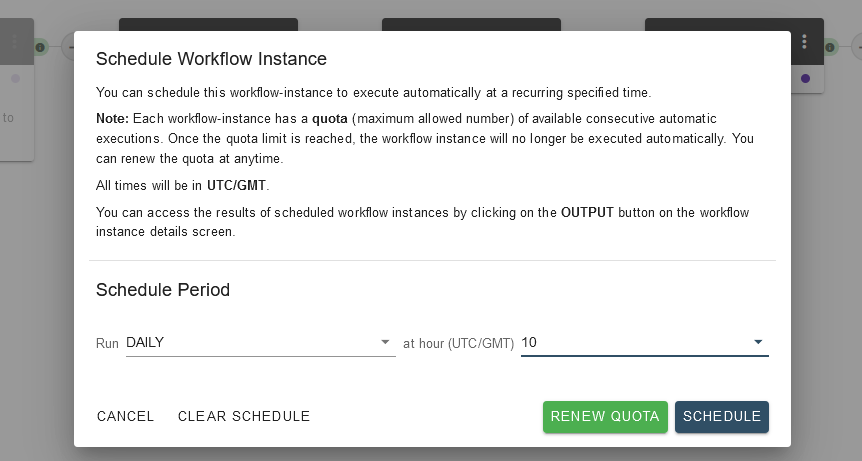 to
Schedule Workflow Instance
You can schedule this workflow-instance to execute automatically at a recurring specified time.
Note: Each workflow-instance has a quota (maximum allowed number) of available consecutive automatic
executions. Once the quota limit is reached, the workflow instance will no longer be executed automatically. You
can renew the quota at anytime.
All times will be in UTC/GMT.
You can access the results of scheduled workflow instances by clicking on the OUTPUT button on the workflow
instance details screen.
Schedule Period
Run DAILY at hour (UTC/GMT) 10
CANCEL CLEAR SCHEDULE RENEW QUOTA SCHEDULE